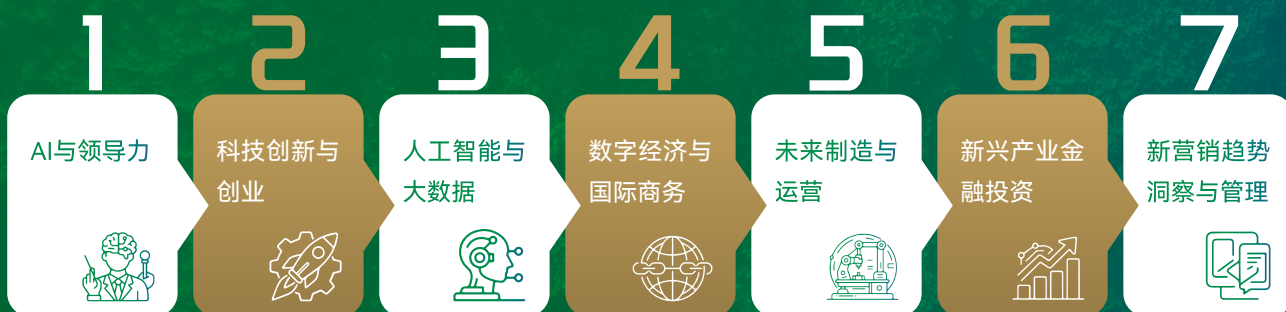 1
AI与领导力
2
科技创新与
创业
3
人工智能与
大数据
4
数字经济与
国际商务
5
未来制造与
运营
6
新兴产业金
融投资
7
新营销趋势
洞察与管理